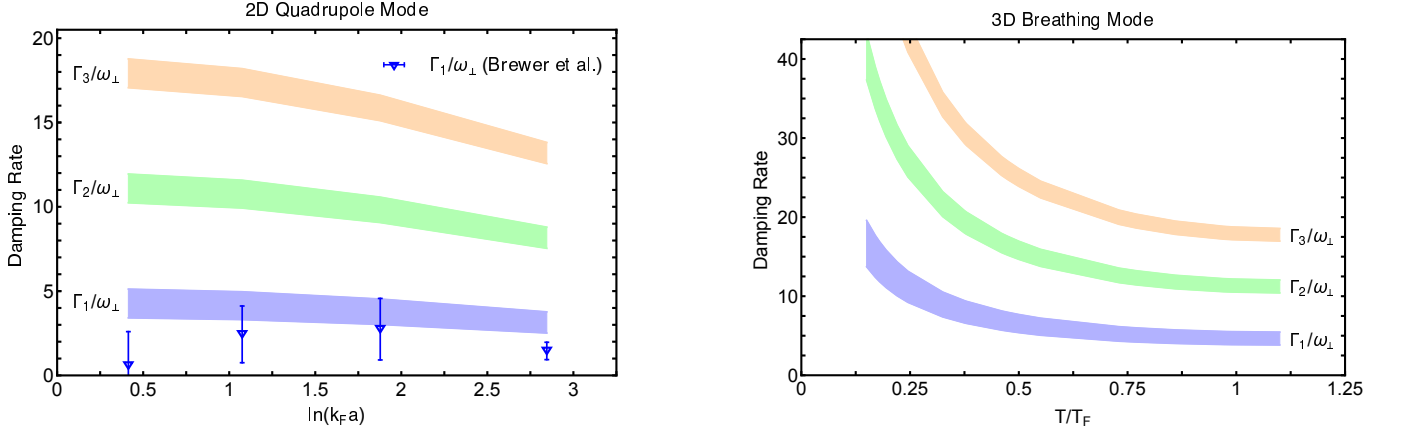 2D Quadrupole Mode
20
15
10
5
0
Damping Rate
Γ₃/ω⊥
Γ₂/ω⊥
Γ₁/ω⊥
Γ₁/ω⊥ (Brewer et al.)
0 0.5 1 1.5 2 2.5 3
ln(k_F a)
3D Breathing Mode
40
30
20
10
0
Damping Rate
Γ₃/ω⊥
Γ₂/ω⊥
Γ₁/ω⊥
0 0.25 0.5 0.75 1 1.25
T/T_F